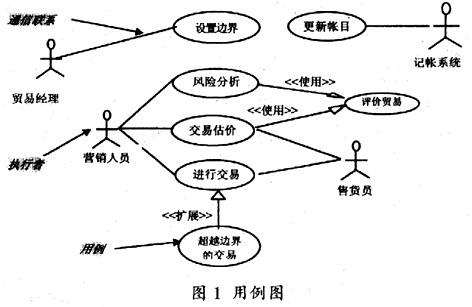 通信联系
设置边界
更新帐目
贸易经理
记帐系统
风险分析
<<使用>>
评价贸易
<<使用>>
交易估价
执行者
营销人员
进行交易
售货员
<<扩展>>
用例
超越边界
的交易
图 1 用例图